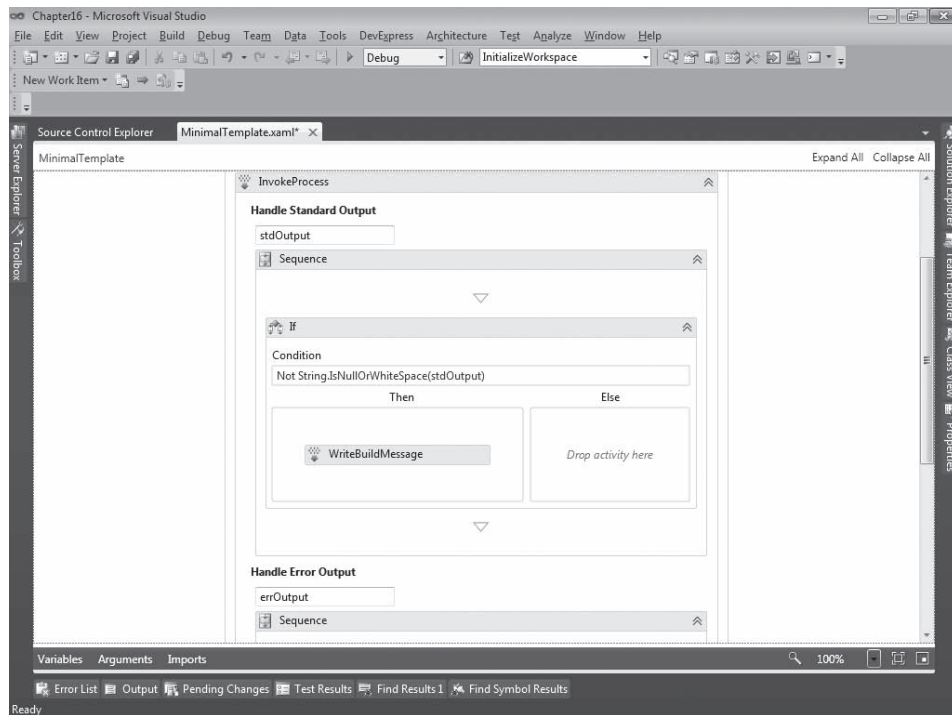 Chapter16 - Microsoft Visual Studio
File Edit View Project Build Debug Team Data Tools DevExpress Architecture Test Analyze Window Help
Debug InitializeWorkspace
New Work Item
Source Control Explorer MinimalTemplate.xaml*
MinimalTemplate Expand All Collapse All
Server Explorer
Toolbox
InvokeProcess
Handle Standard Output
stdOutput
Sequence
If
Condition
Not String.IsNullOrWhiteSpace(stdOutput)
Then Else
WriteBuildMessage Drop activity here
Handle Error Output
errOutput
Sequence
Solution Explorer
Team Explorer
Class View
Properties
Variables Arguments Imports 100%
Error List Output Pending Changes Test Results Find Results 1 Find Symbol Results
Ready